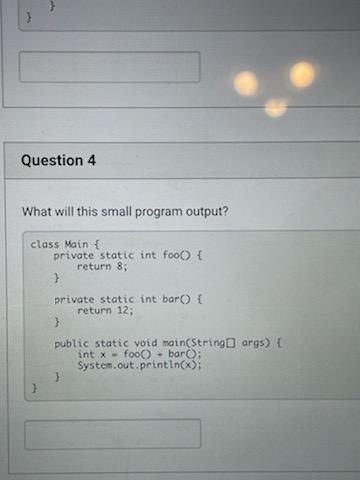 }
}
Question 4
What will this small program output?
class Main {
private static int foo() {
return 8;
}
private static int bar() {
return 12;
}
public static void main(String[] args) {
int x = foo() + bar();
System.out.println(x);
}
}